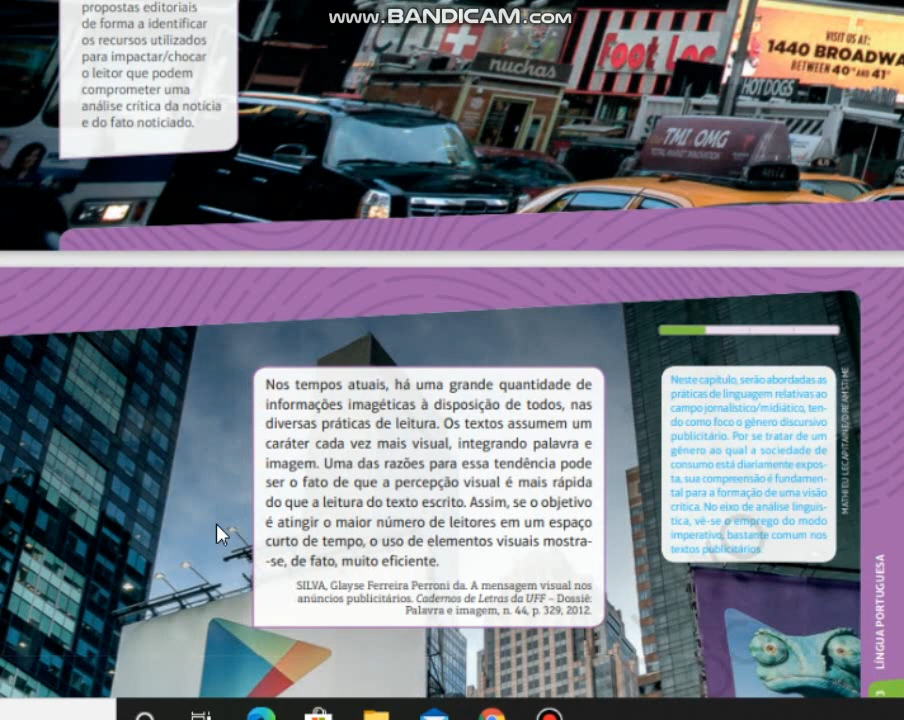 www.BANDICAM.com
propostas editoriais
de forma a identificar
os recursos utilizados
para impactar/chocar
o leitor que podem
comprometer uma
análise crítica da notícia
e do fato noticiado.
nuchas
Foot Loc
VISIT US AT:
1440 BROADWA
BETWEEN 40TH AND 41ST
HOT DOGS
TMI OMG
TOTAL MARKET INNOVATION
Nos tempos atuais, há uma grande quantidade de
informações imagéticas à disposição de todos, nas
diversas práticas de leitura. Os textos assumem um
caráter cada vez mais visual, integrando palavra e
imagem. Uma das razões para essa tendência pode
ser o fato de que a percepção visual é mais rápida
do que a leitura do texto escrito. Assim, se o objetivo
é atingir o maior número de leitores em um espaço
curto de tempo, o uso de elementos visuais mostra-
-se, de fato, muito eficiente.
SILVA, Glayse Ferreira Perroni da. A mensagem visual nos
anúncios publicitários. Cadernos de Letras da UFF – Dossiê:
Palavra e imagem, n. 44, p. 329, 2012.
Neste capítulo, serão abordadas as
práticas de linguagem relativas ao
campo jornalístico/midiático, ten-
do como foco o gênero discursivo
publicitário. Por se tratar de um
gênero ao qual a sociedade de
consumo está diariamente expos-
ta, sua compreensão é fundamen-
tal para a formação de uma visão
crítica. No eixo de análise linguís-
tica, vê-se o emprego do modo
imperativo, bastante comum nos
textos publicitários.
MATHIEU LECAPITAINE/DREAMSTIME
LÍNGUA PORTUGUESA
3